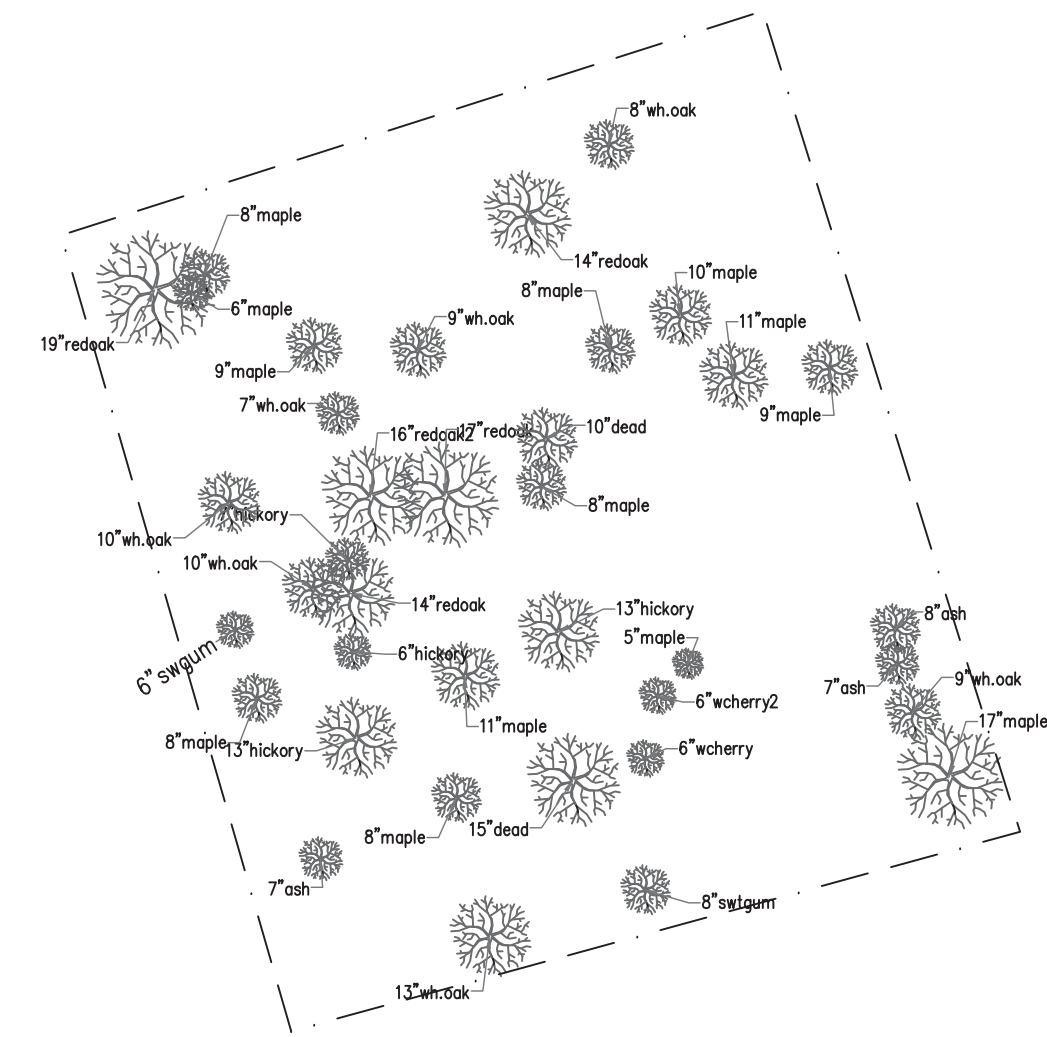 8"wh.oak
8"maple
14"redoak
10"maple
8"maple
6"maple
9"wh.oak
11"maple
19"redoak
9"maple
7"wh.oak
9"maple
16"redoak2
17"redoak
10"dead
8"maple
hickory
10"wh.oak
10"wh.oak
14"redoak
13"hickory
8"ash
5"maple
6"hickory
6" swgum
7"ash
9"wh.oak
6"wcherry2
17"maple
11"maple
8"maple
13"hickory
6"wcherry
15"dead
8"maple
7"ash
8"swtgum
13"wh.oak